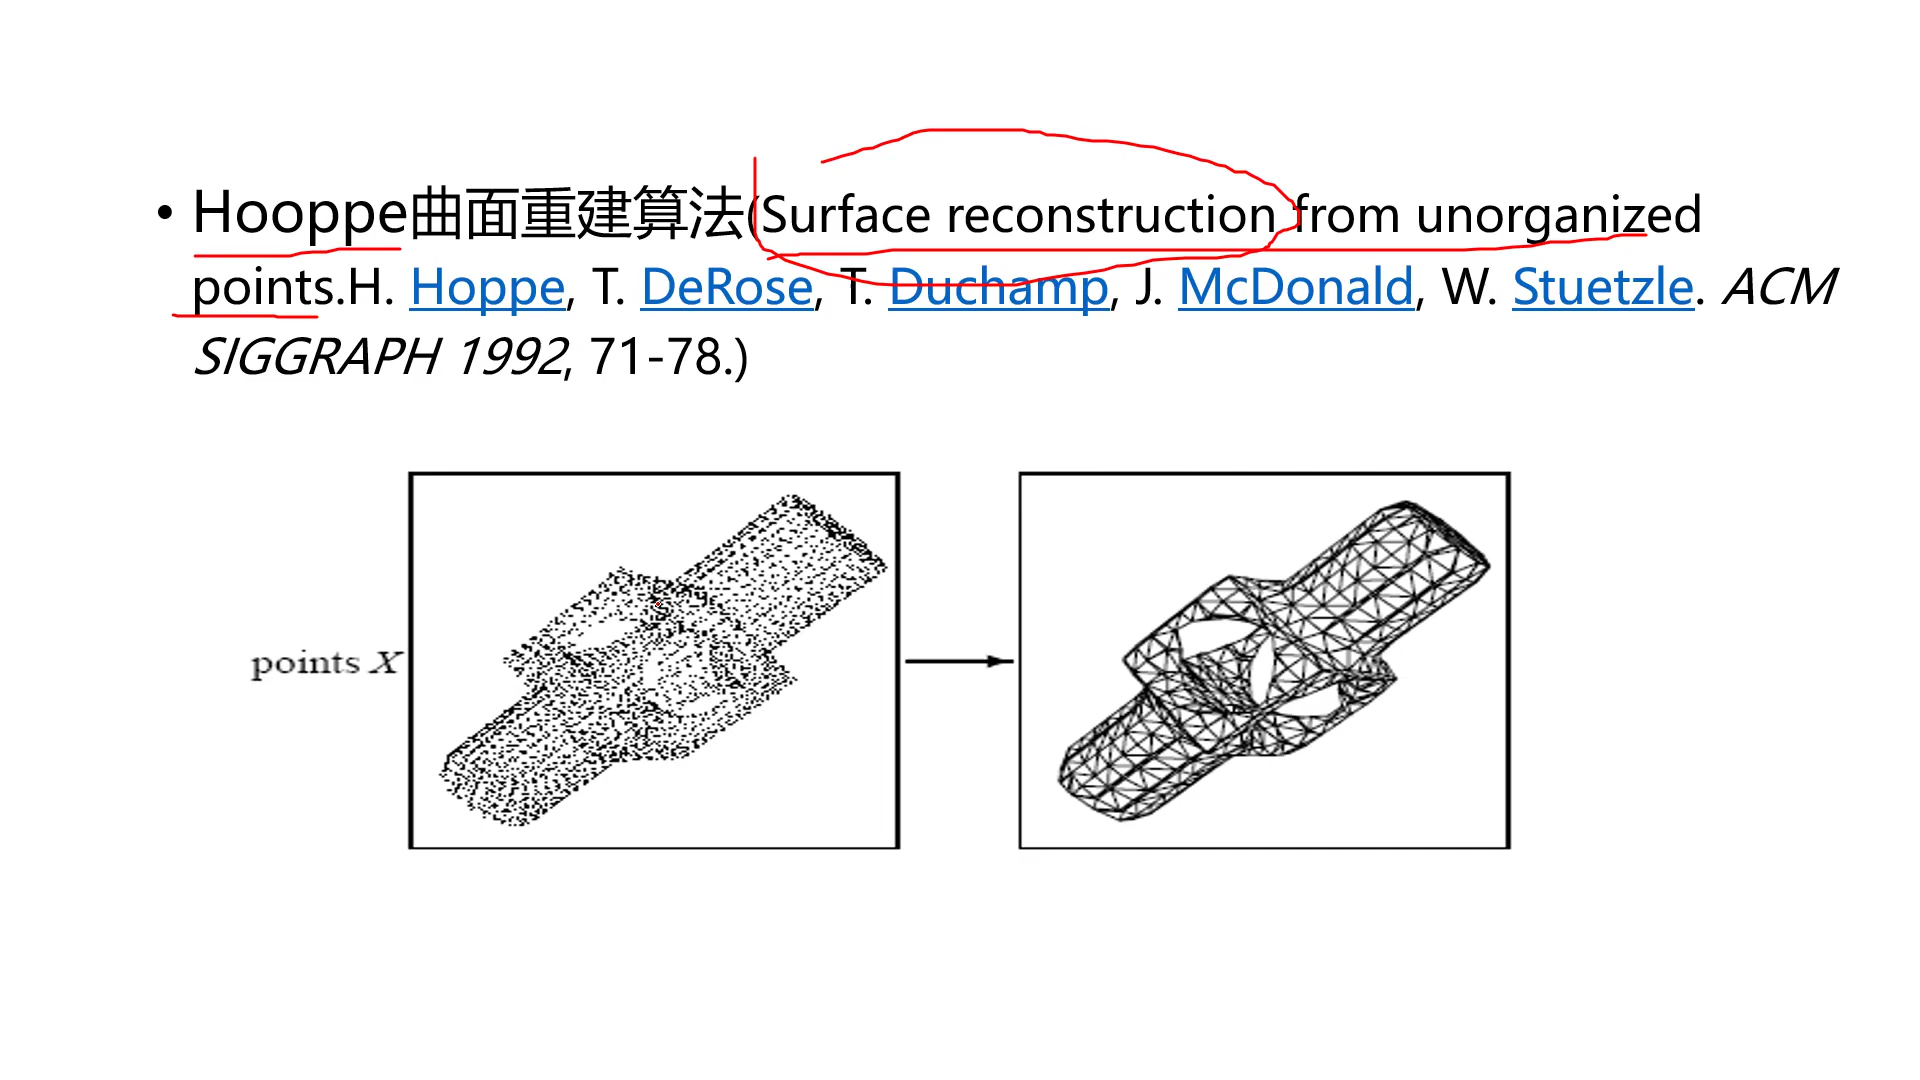 • Hooppe曲面重建算法(Surface reconstruction from unorganized
points.H. Hoppe, T. DeRose, T. Duchamp, J. McDonald, W. Stuetzle. ACM
SIGGRAPH 1992, 71-78.)
points X